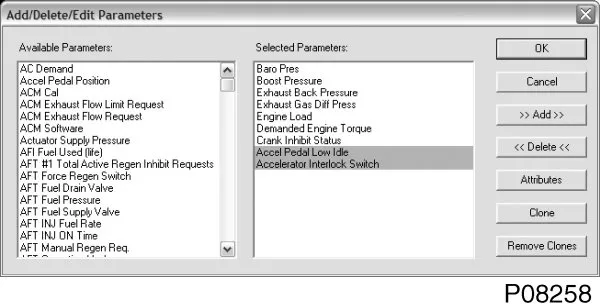 Add/Delete/Edit Parameters
Available Parameters:
AC Demand
Accel Pedal Position
ACM Cal
ACM Exhaust Flow Limit Request
ACM Exhaust Flow Request
ACM Software
Actuator Supply Pressure
AFI Fuel Used (life)
AFT #1 Total Active Regen Inhibit Requests
AFT Force Regen Switch
AFT Fuel Drain Valve
AFT Fuel Pressure
AFT Fuel Supply Valve
AFT INJ Fuel Rate
AFT INJ ON Time
AFT Manual Regen Req.
Selected Parameters:
Baro Pres
Boost Pressure
Exhaust Back Pressure
Exhaust Gas Diff Press
Engine Load
Demanded Engine Torque
Crank Inhibit Status
Accel Pedal Low Idle
Accelerator Interlock Switch
OK
Cancel
>> Add >>
<< Delete <<
Attributes
Clone
Remove Clones
P08258